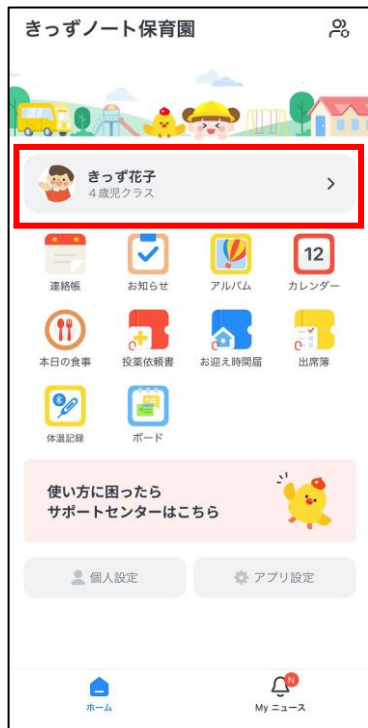 きっずノート保育園
きっず花子
4歳児クラス
12
連絡帳 お知らせ アルバム カレンダー
本日の食事 投薬依頼書 お迎え時間届 出席簿
体温記録 ボード
使い方に困ったら
サポートセンターはこちら
個人設定 アプリ設定
N
ホーム My ニュース